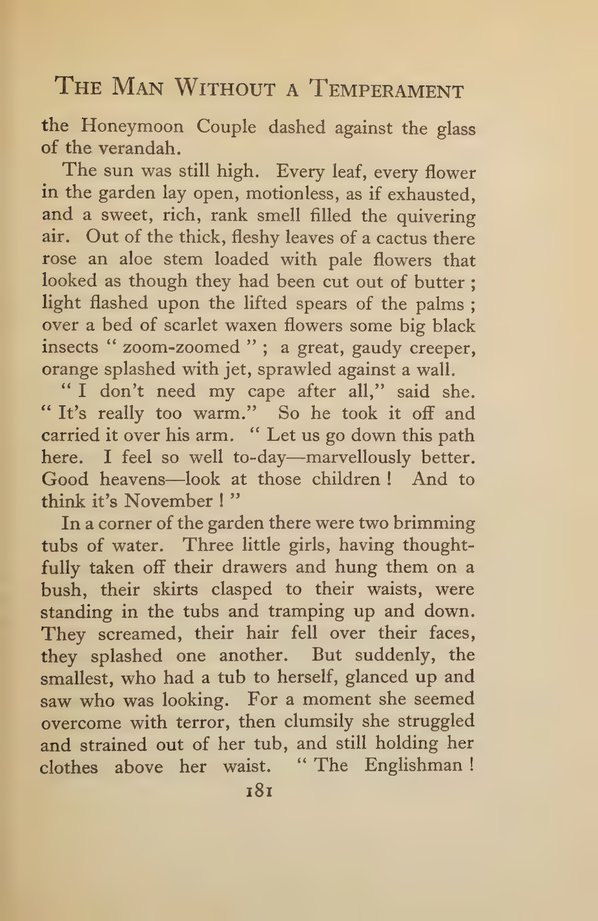 The Man Without a Temperament
the Honeymoon Couple dashed against the glass
of the verandah.
The sun was still high. Every leaf, every flower
in the garden lay open, motionless, as if exhausted,
and a sweet, rich, rank smell filled the quivering
air. Out of the thick, fleshy leaves of a cactus there
rose an aloe stem loaded with pale flowers that
looked as though they had been cut out of butter ;
light flashed upon the lifted spears of the palms ;
over a bed of scarlet waxen flowers some big black
insects “ zoom-zoomed ” ; a great, gaudy creeper,
orange splashed with jet, sprawled against a wall.
“ I don't need my cape after all,” said she.
“ It's really too warm.” So he took it off and
carried it over his arm. “ Let us go down this path
here. I feel so well to-day—marvellously better.
Good heavens—look at those children ! And to
think it's November ! ”
In a corner of the garden there were two brimming
tubs of water. Three little girls, having thought-
fully taken off their drawers and hung them on a
bush, their skirts clasped to their waists, were
standing in the tubs and tramping up and down.
They screamed, their hair fell over their faces,
they splashed one another. But suddenly, the
smallest, who had a tub to herself, glanced up and
saw who was looking. For a moment she seemed
overcome with terror, then clumsily she struggled
and strained out of her tub, and still holding her
clothes above her waist. “ The Englishman !
181